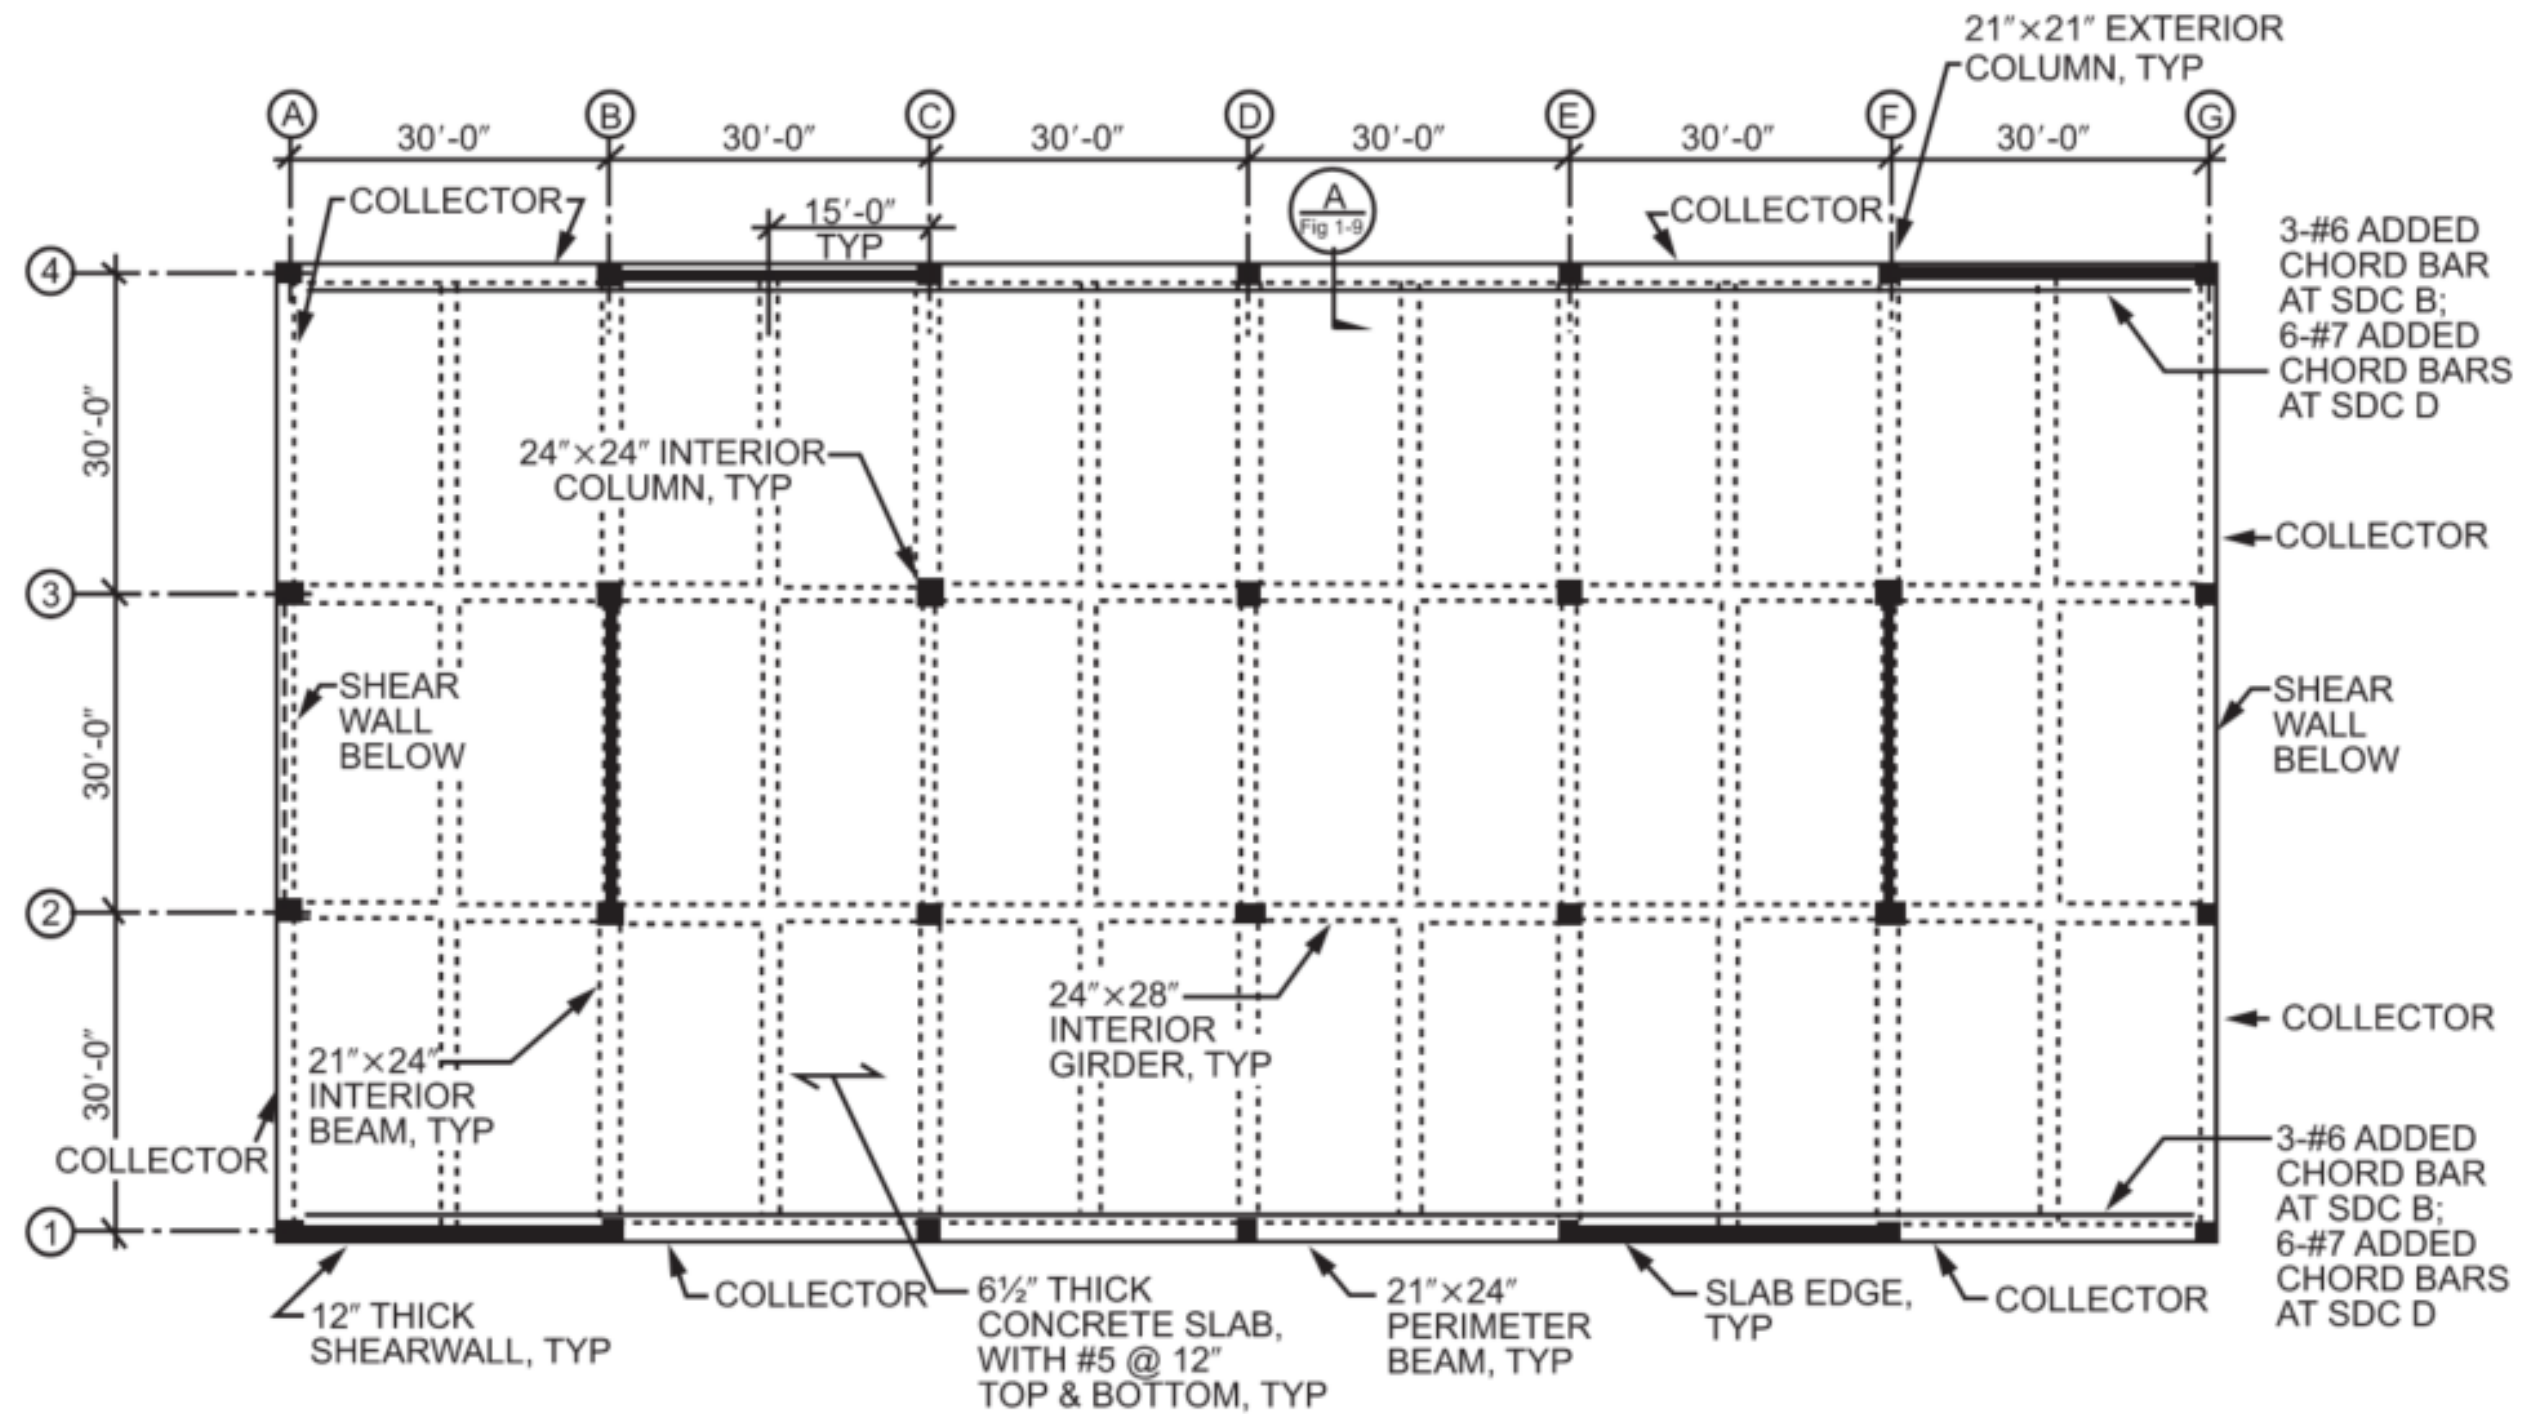 21″×21″ EXTERIOR
COLUMN, TYP
A
B
C
D
E
F
G
30′-0″
30′-0″
30′-0″
30′-0″
30′-0″
30′-0″
COLLECTOR
15′-0″
TYP
A
Fig 1-9
COLLECTOR
3-#6 ADDED
CHORD BAR
AT SDC B;
6-#7 ADDED
CHORD BARS
AT SDC D
4
30′-0″
24″×24″ INTERIOR
COLUMN, TYP
COLLECTOR
3
SHEAR
WALL
BELOW
30′-0″
SHEAR
WALL
BELOW
2
24″×28″
INTERIOR
GIRDER, TYP
COLLECTOR
30′-0″
21″×24″
INTERIOR
BEAM, TYP
COLLECTOR
3-#6 ADDED
CHORD BAR
AT SDC B;
6-#7 ADDED
CHORD BARS
AT SDC D
1
12″ THICK
SHEARWALL, TYP
COLLECTOR
6½″ THICK
CONCRETE SLAB,
WITH #5 @ 12″
TOP & BOTTOM, TYP
21″×24″
PERIMETER
BEAM, TYP
SLAB EDGE,
TYP
COLLECTOR